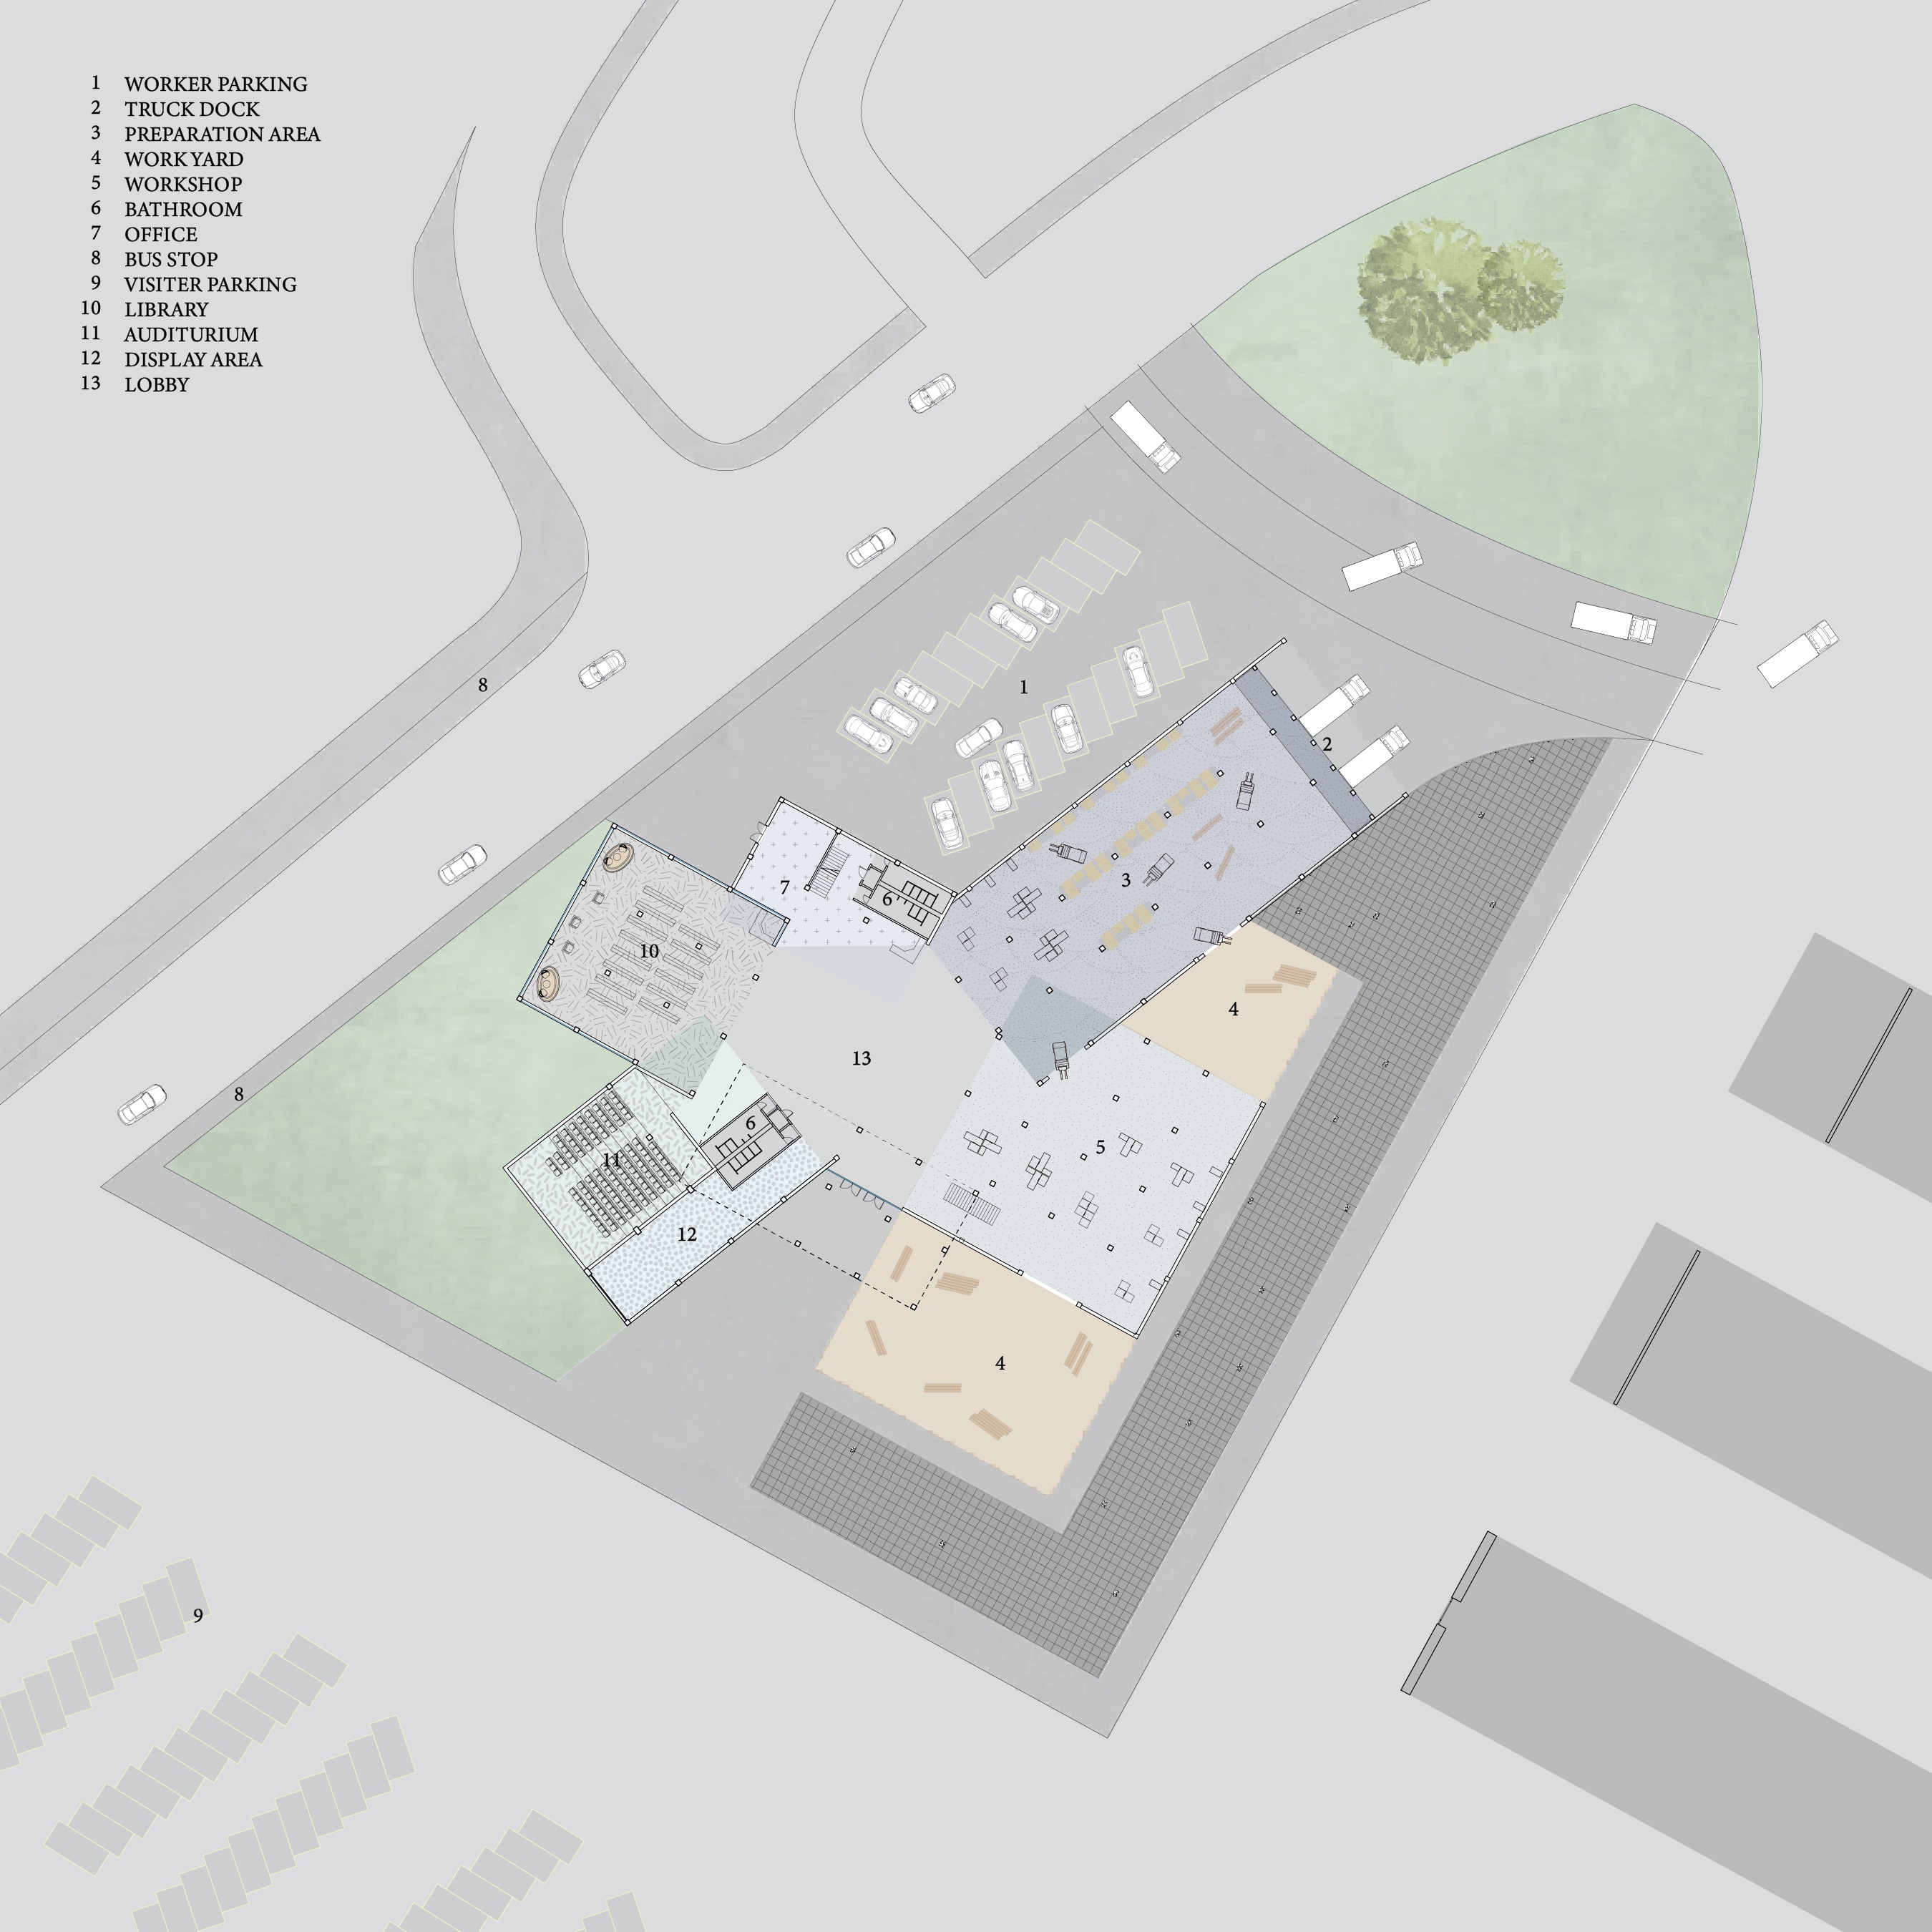 1 WORKER PARKING
2 TRUCK DOCK
3 PREPARATION AREA
4 WORK YARD
5 WORKSHOP
6 BATHROOM
7 OFFICE
8 BUS STOP
9 VISITER PARKING
10 LIBRARY
11 AUDITURIUM
12 DISPLAY AREA
13 LOBBY
8
1
2
3
7
6
10
4
13
8
6
5
11
12
4
9